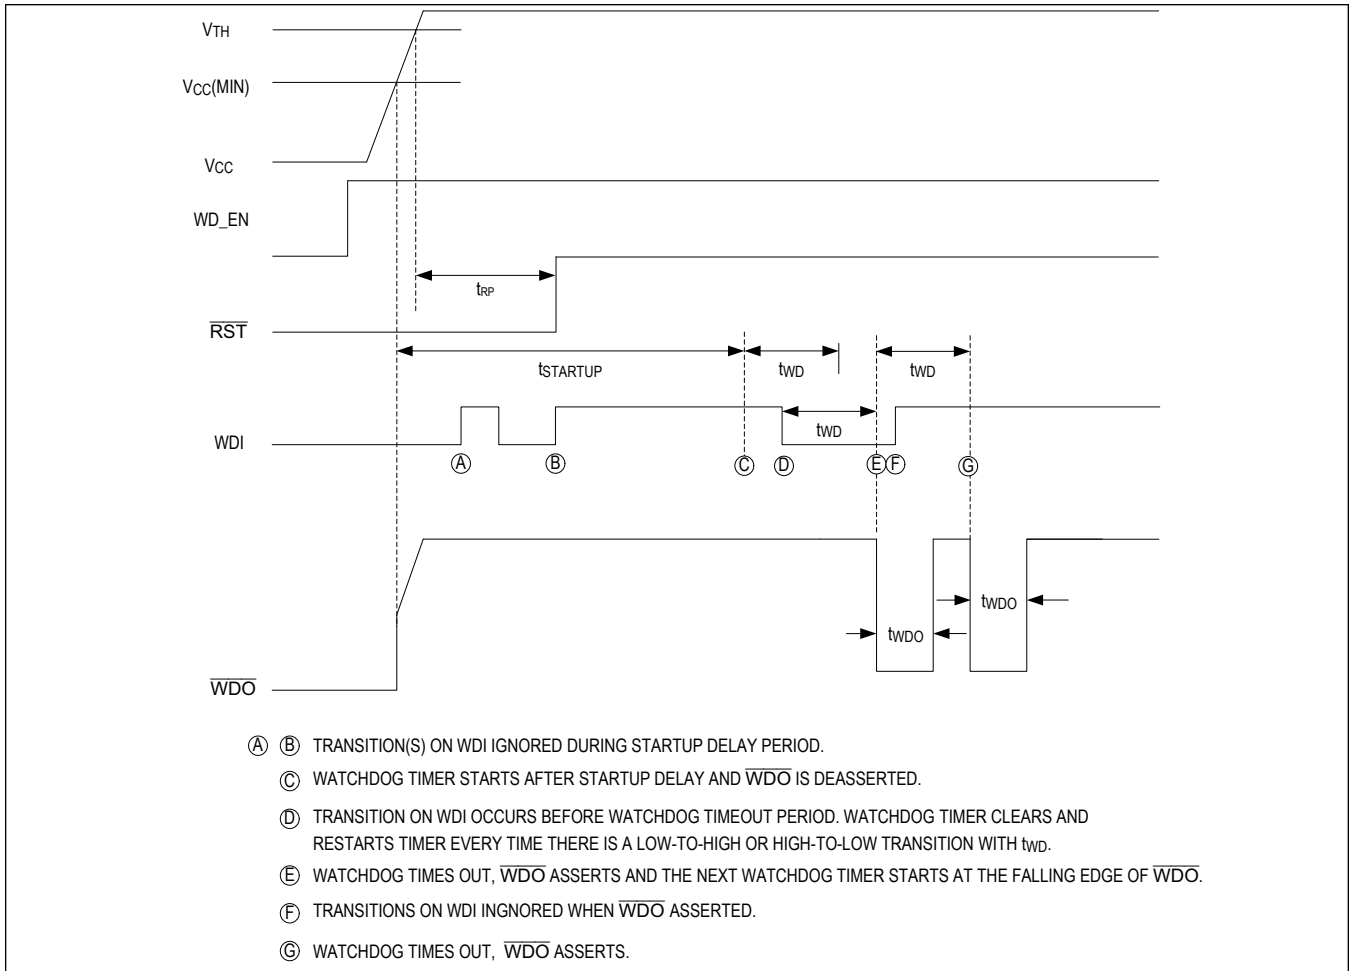 VTH
VCC(MIN)
VCC
WD_EN
tRP
RST
tSTARTUP
tWD
tWD
tWD
WDI
A B C D E F G
tWDO
tWDO
WDO
A B TRANSITION(S) ON WDI IGNORED DURING STARTUP DELAY PERIOD.
C WATCHDOG TIMER STARTS AFTER STARTUP DELAY AND WDO IS DEASSERTED.
D TRANSITION ON WDI OCCURS BEFORE WATCHDOG TIMEOUT PERIOD. WATCHDOG TIMER CLEARS AND
RESTARTS TIMER EVERY TIME THERE IS A LOW-TO-HIGH OR HIGH-TO-LOW TRANSITION WITH tWD.
E WATCHDOG TIMES OUT, WDO ASSERTS AND THE NEXT WATCHDOG TIMER STARTS AT THE FALLING EDGE OF WDO.
F TRANSITIONS ON WDI INGNORED WHEN WDO ASSERTED.
G WATCHDOG TIMES OUT, WDO ASSERTS.